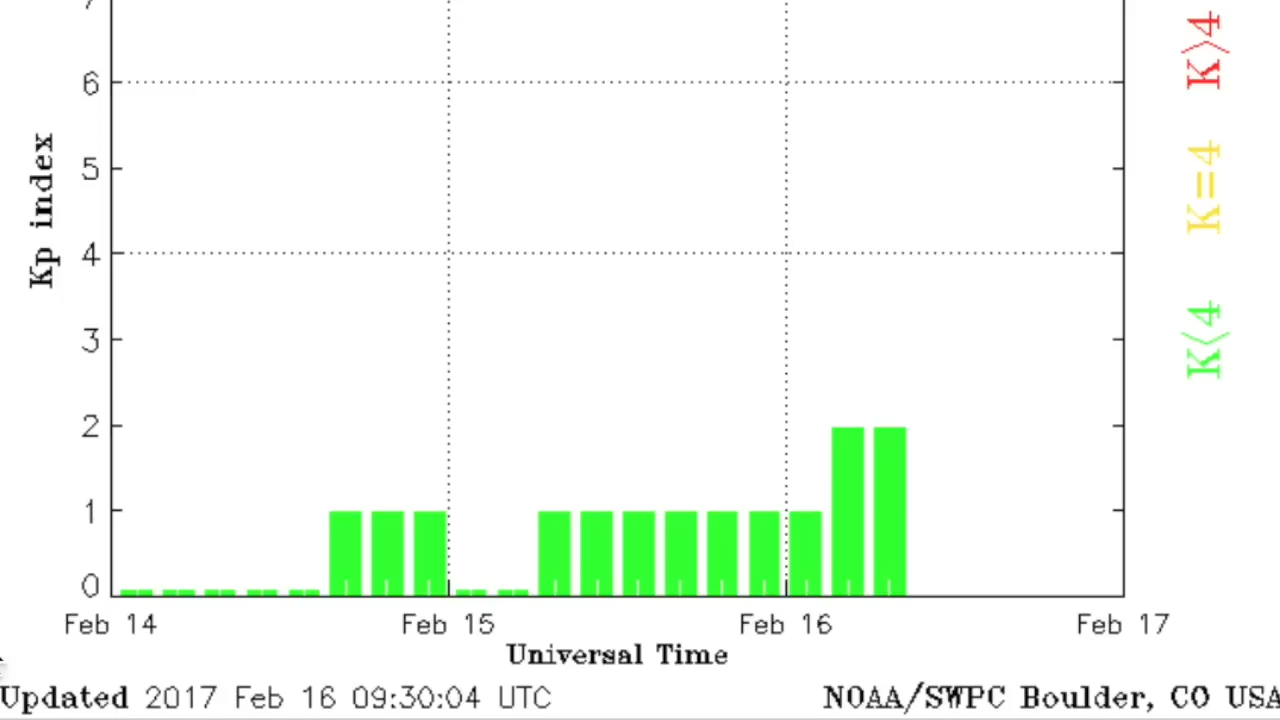 7
6
5
4
3
2
1
0
Kp index
Feb 14 Feb 15 Feb 16 Feb 17
Universal Time
Updated 2017 Feb 16 09:30:04 UTC
NOAA/SWPC Boulder, CO USA
K>4
K=4
K<4